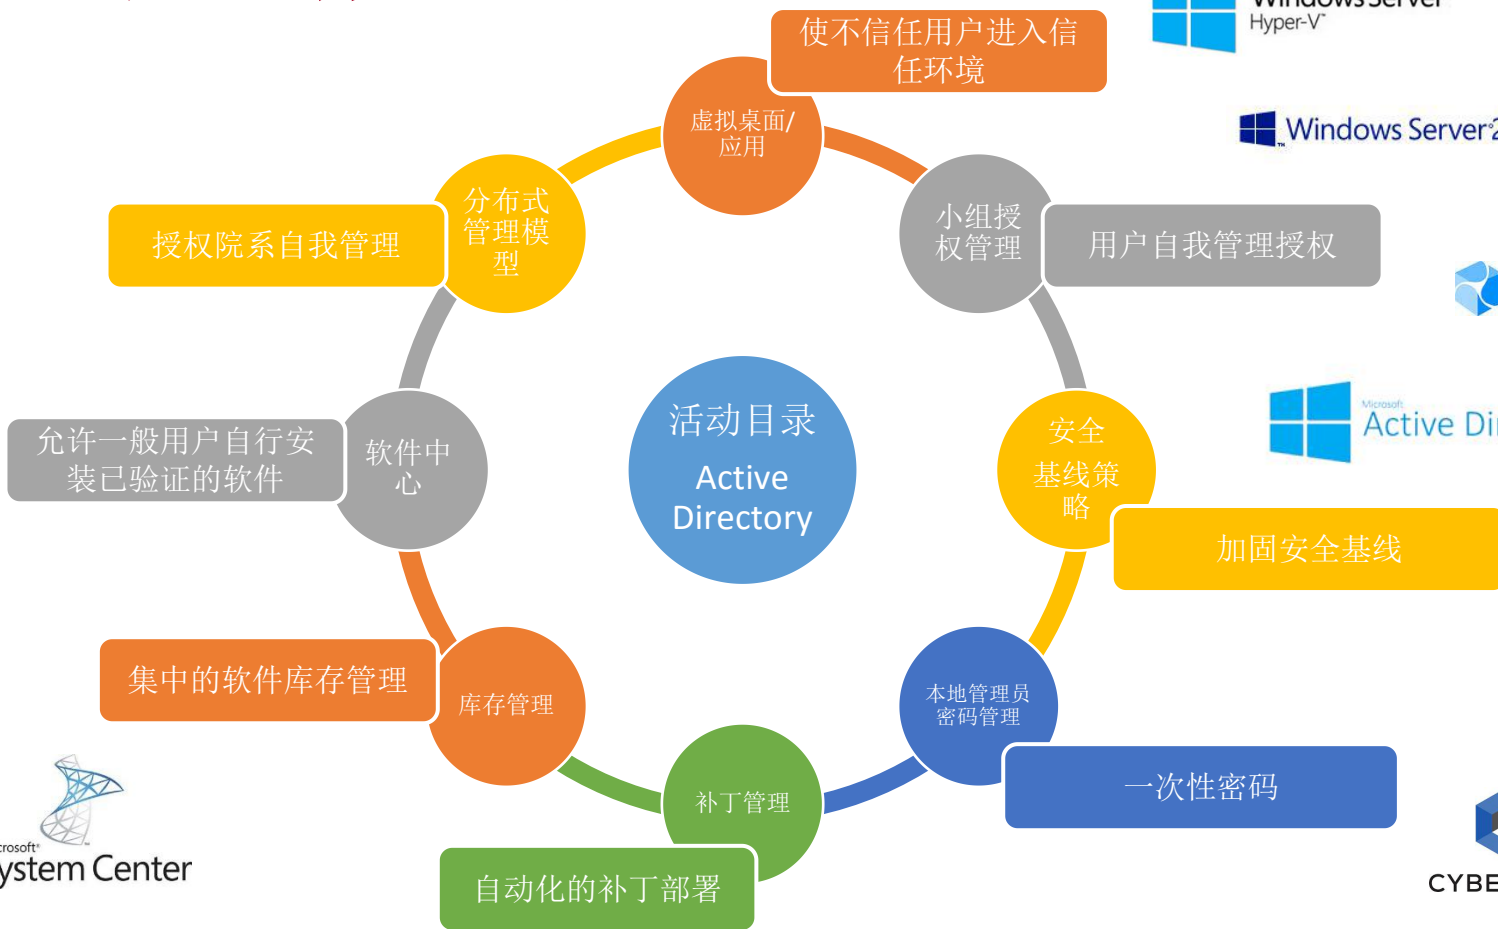 使不信任用户进入信
任环境
Hyper-V
虚拟桌面/
应用
Windows Server
分布式
管理模
型
授权院系自我管理
小组授
权管理
用户自我管理授权
活动目录
Active
Directory
Microsoft
Active
允许一般用户自行安
装已验证的软件
软件中
心
安全
基线策
略
加固安全基线
集中的软件库存管理
库存管理
本地管理员
密码管理
一次性密码
补丁管理
自动化的补丁部署
ystem Center
CYBE